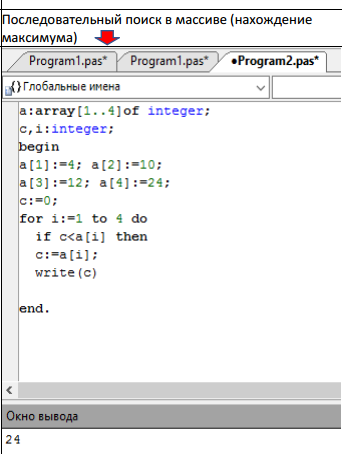 Последовательный поиск в массиве (нахождение
максимума)
Program1.pas* Program1.pas* •Program2.pas*
{} Глобальные имена
a:array[1..4]of integer;
c,i:integer;
begin
a[1]:=4; a[2]:=10;
a[3]:=12; a[4]:=24;
c:=0;
for i:=1 to 4 do
if c<a[i] then
c:=a[i];
write(c)
end.
Окно вывода
24